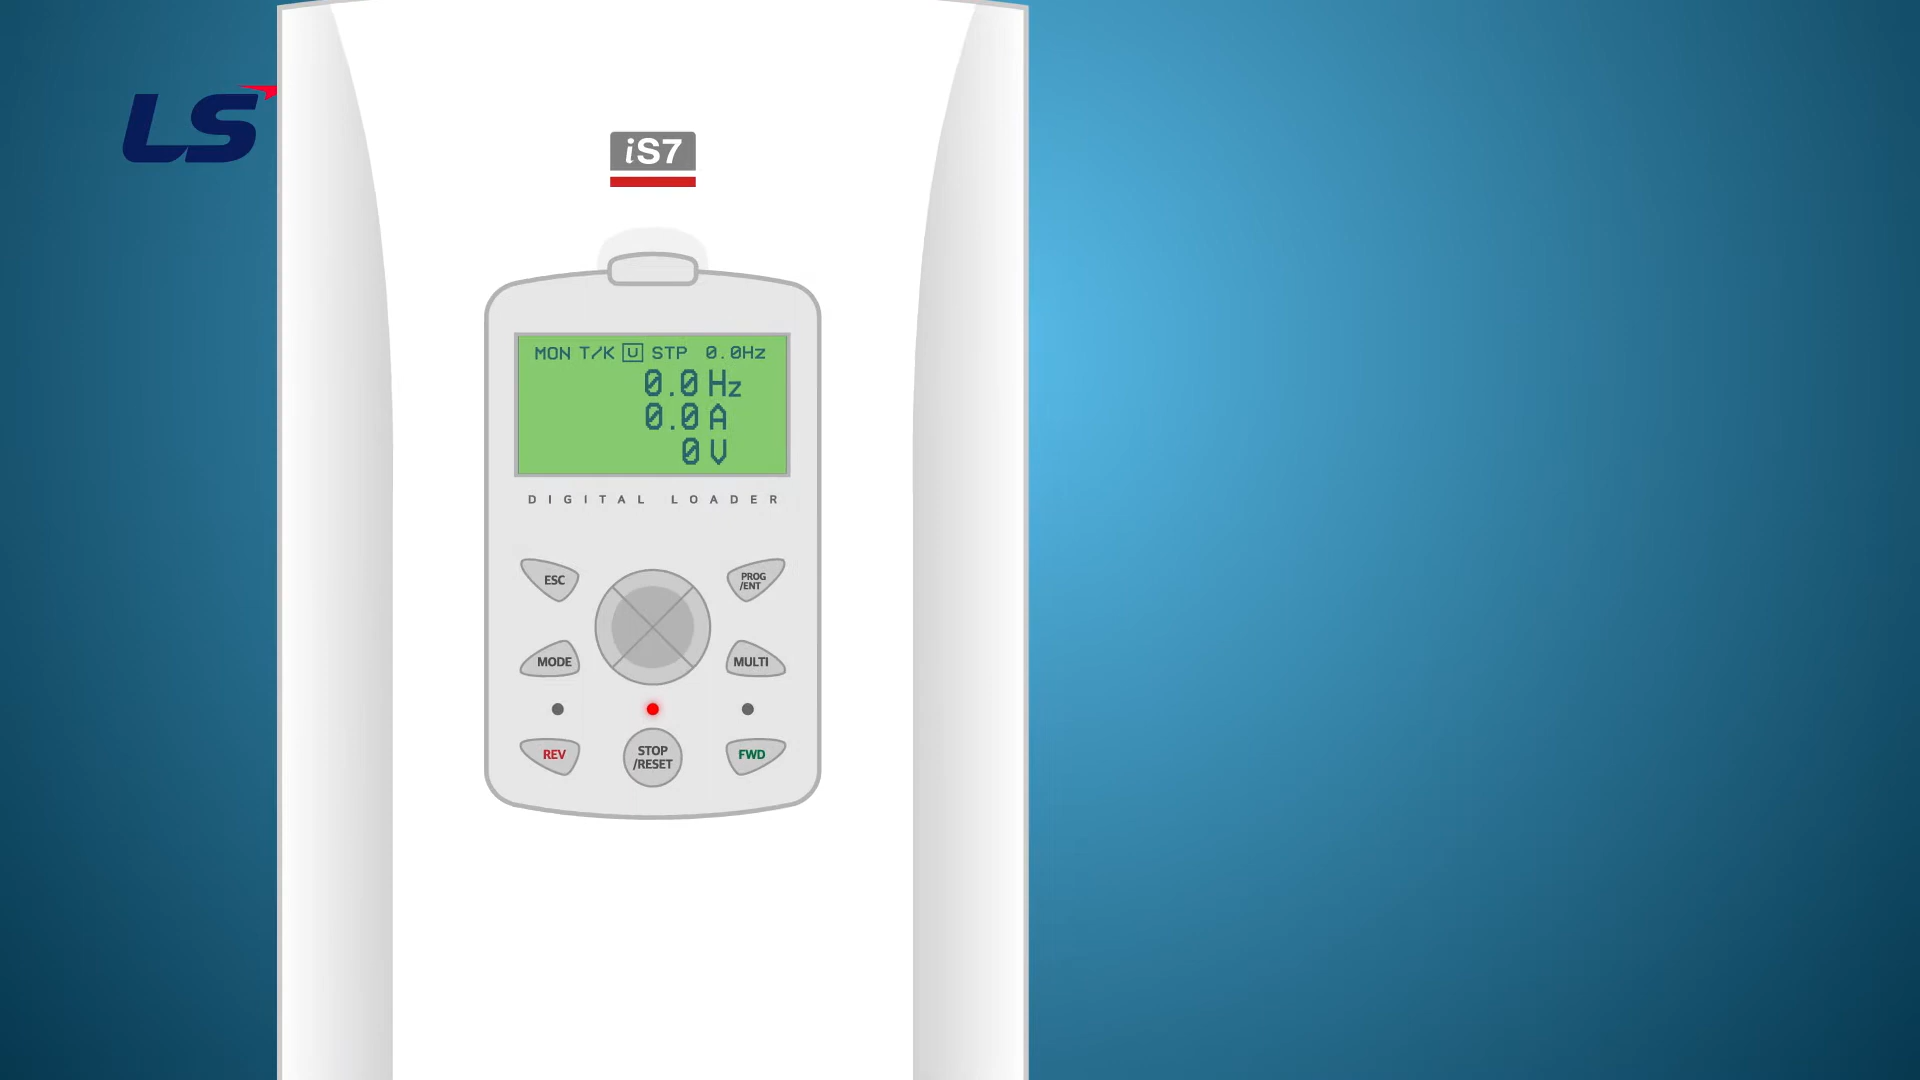 LS
iS7
MON T/K U STP 0.0Hz
0.0 Hz
0.0 A
0 V
DIGITAL LOADER
ESC
PROG
/ENT
MODE
MULTI
REV
STOP
/RESET
FWD